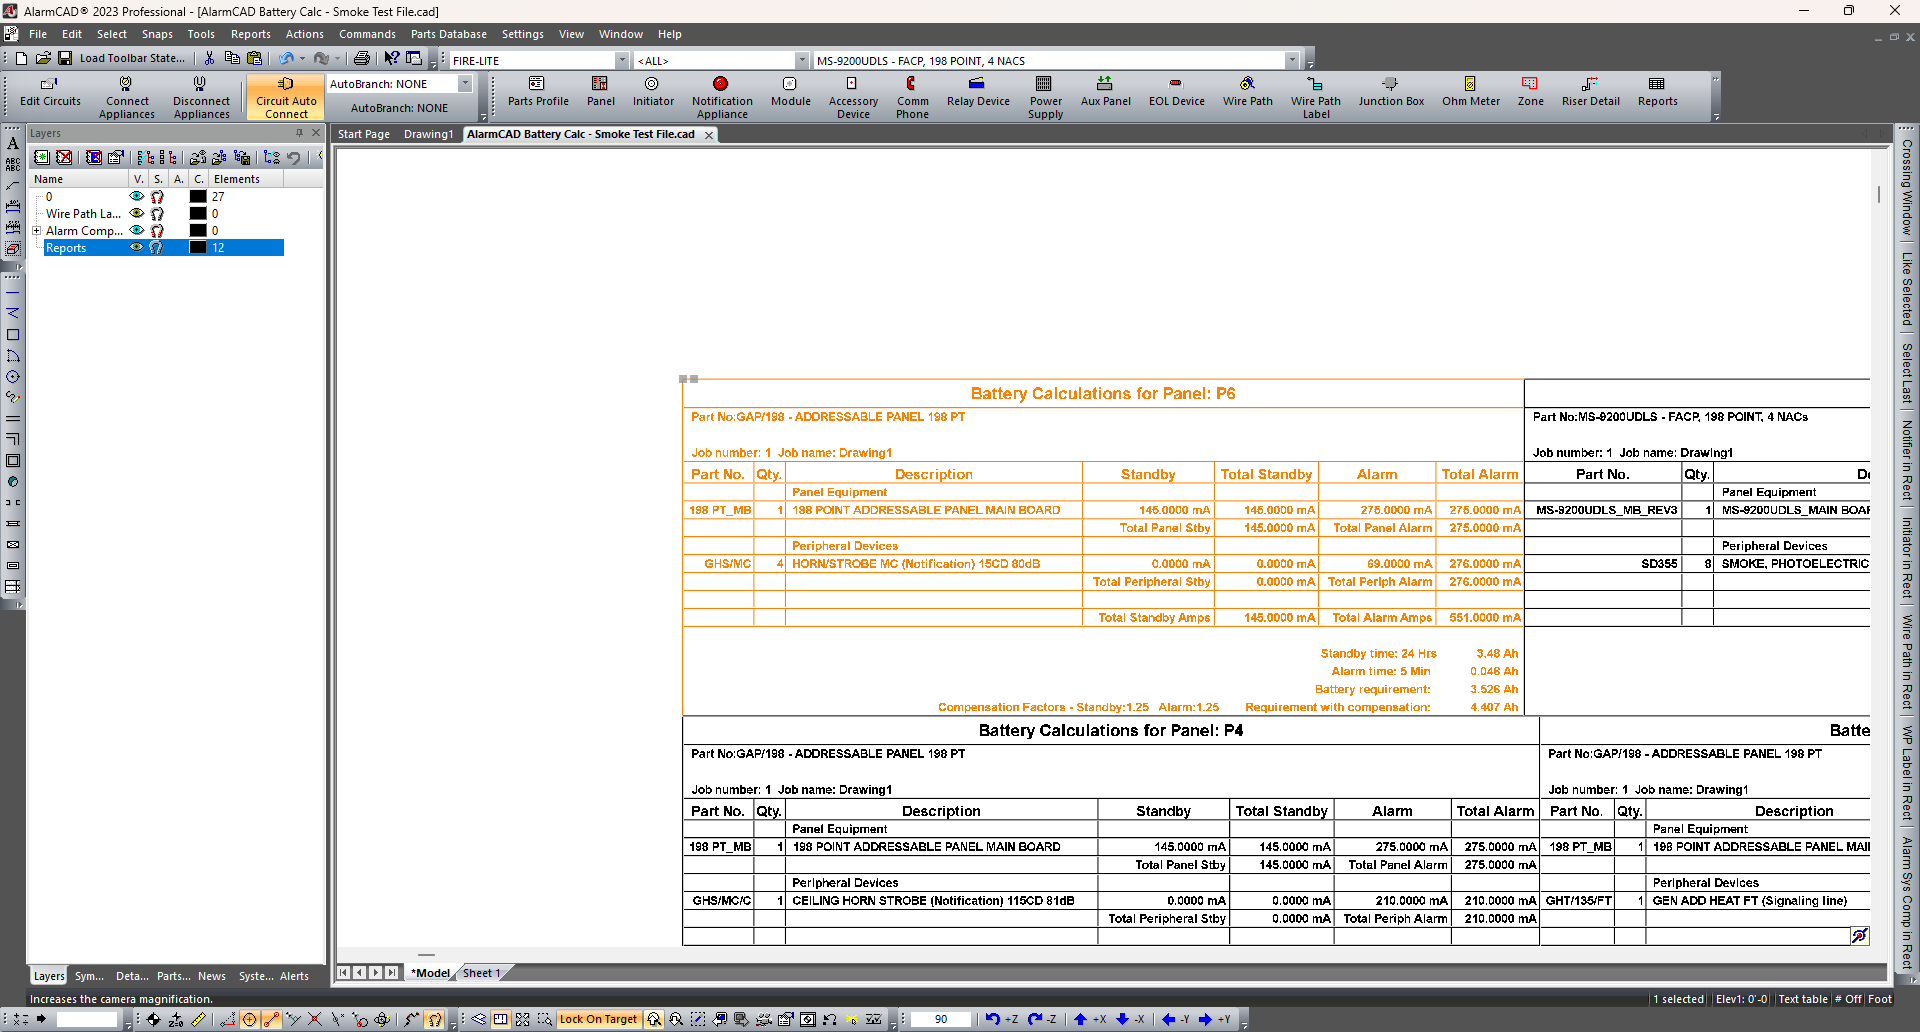 AlarmCAD® 2023 Professional - [AlarmCAD Battery Calc - Smoke Test File.cad]
File Edit Select Snaps Tools Reports Actions Commands Parts Database Settings View Window Help
Load Toolbar State... FIRE-LITE <ALL> MS-9200UDLS - FACP, 198 POINT, 4 NACS
Edit Circuits Connect Appliances Disconnect Appliances Circuit Auto Connect AutoBranch: NONE AutoBranch: NONE Parts Profile Panel Initiator Notification Appliance Module Accessory Device Comm Phone Relay Device Power Supply Aux Panel EOL Device Wire Path Wire Path Label Junction Box Ohm Meter Zone Riser Detail Reports
Layers
Start Page Drawing1 AlarmCAD Battery Calc - Smoke Test File.cad
Name V. S. A. C. Elements
0 27
Wire Path La... 0
Alarm Comp... 0
Reports 12
A
ABC
ABC
Battery Calculations for Panel: P6
Part No:GAP/198 - ADDRESSABLE PANEL 198 PT
Job number: 1 Job name: Drawing1
Part No. Qty. Description Standby Total Standby Alarm Total Alarm
Panel Equipment
198 PT_MB 1 198 POINT ADDRESSABLE PANEL MAIN BOARD 145.0000 mA 145.0000 mA 275.0000 mA 275.0000 mA
Total Panel Stby 145.0000 mA Total Panel Alarm 275.0000 mA
Peripheral Devices
GHS/MC 4 HORN/STROBE MC (Notification) 15CD 80dB 0.0000 mA 0.0000 mA 69.0000 mA 276.0000 mA
Total Peripheral Stby 0.0000 mA Total Periph Alarm 276.0000 mA
Total Standby Amps 145.0000 mA Total Alarm Amps 551.0000 mA
Standby time: 24 Hrs 3.48 Ah
Alarm time: 5 Min 0.046 Ah
Battery requirement: 3.526 Ah
Compensation Factors - Standby:1.25 Alarm:1.25 Requirement with compensation: 4.407 Ah
Part No:MS-9200UDLS - FACP, 198 POINT, 4 NACs
Job number: 1 Job name: Drawing1
Part No. Qty. De
Panel Equipment
MS-9200UDLS_MB_REV3 1 MS-9200UDLS_MAIN BOAR
Peripheral Devices
SD355 8 SMOKE, PHOTOELECTRIC
Battery Calculations for Panel: P4
Part No:GAP/198 - ADDRESSABLE PANEL 198 PT
Job number: 1 Job name: Drawing1
Part No. Qty. Description Standby Total Standby Alarm Total Alarm
Panel Equipment
198 PT_MB 1 198 POINT ADDRESSABLE PANEL MAIN BOARD 145.0000 mA 145.0000 mA 275.0000 mA 275.0000 mA
Total Panel Stby 145.0000 mA Total Panel Alarm 275.0000 mA
Peripheral Devices
GHS/MC/C 1 CEILING HORN STROBE (Notification) 115CD 81dB 0.0000 mA 0.0000 mA 210.0000 mA 210.0000 mA
Total Peripheral Stby 0.0000 mA Total Periph Alarm 210.0000 mA
Batte
Part No:GAP/198 - ADDRESSABLE PANEL 198 PT
Job number: 1 Job name: Drawing1
Part No. Qty. Description
Panel Equipment
198 PT_MB 1 198 POINT ADDRESSABLE PANEL MAI
Peripheral Devices
GHT/135/FT 1 GEN ADD HEAT FT (Signaling line)
Crossing Window
Like Selected
Select Last
Notifier in Rect
Initiator in Rect
Wire Path in Rect
WP Label in Rect
Alarm Sys Comp in Rect
Layers Sym... Deta... Parts... News Syste... Alerts
*Model Sheet 1
Increases the camera magnification.
1 selected Elev1: 0'-0 Text table # Off Foot
Lock On Target 90 +Z -Z +X -X -Y +Y